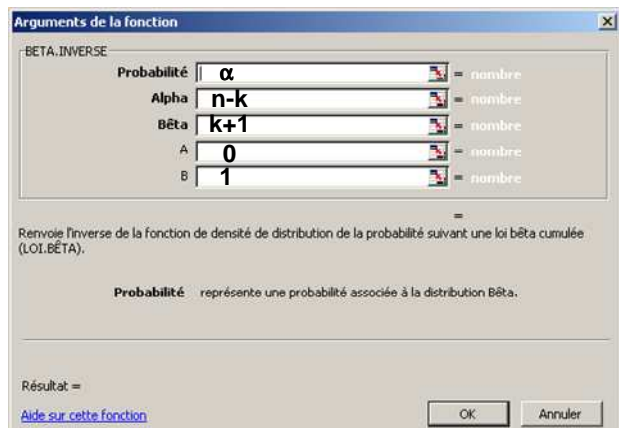 Arguments de la fonction
BETA.INVERSE
Probabilité α = nombre
Alpha n-k = nombre
Bêta k+1 = nombre
A 0 = nombre
B 1 = nombre
=
Renvoie l'inverse de la fonction de densité de distribution de la probabilité suivant une loi bêta cumulée
(LOI.BÊTA).
Probabilité représente une probabilité associée à la distribution Bêta.
Résultat =
Aide sur cette fonction OK Annuler